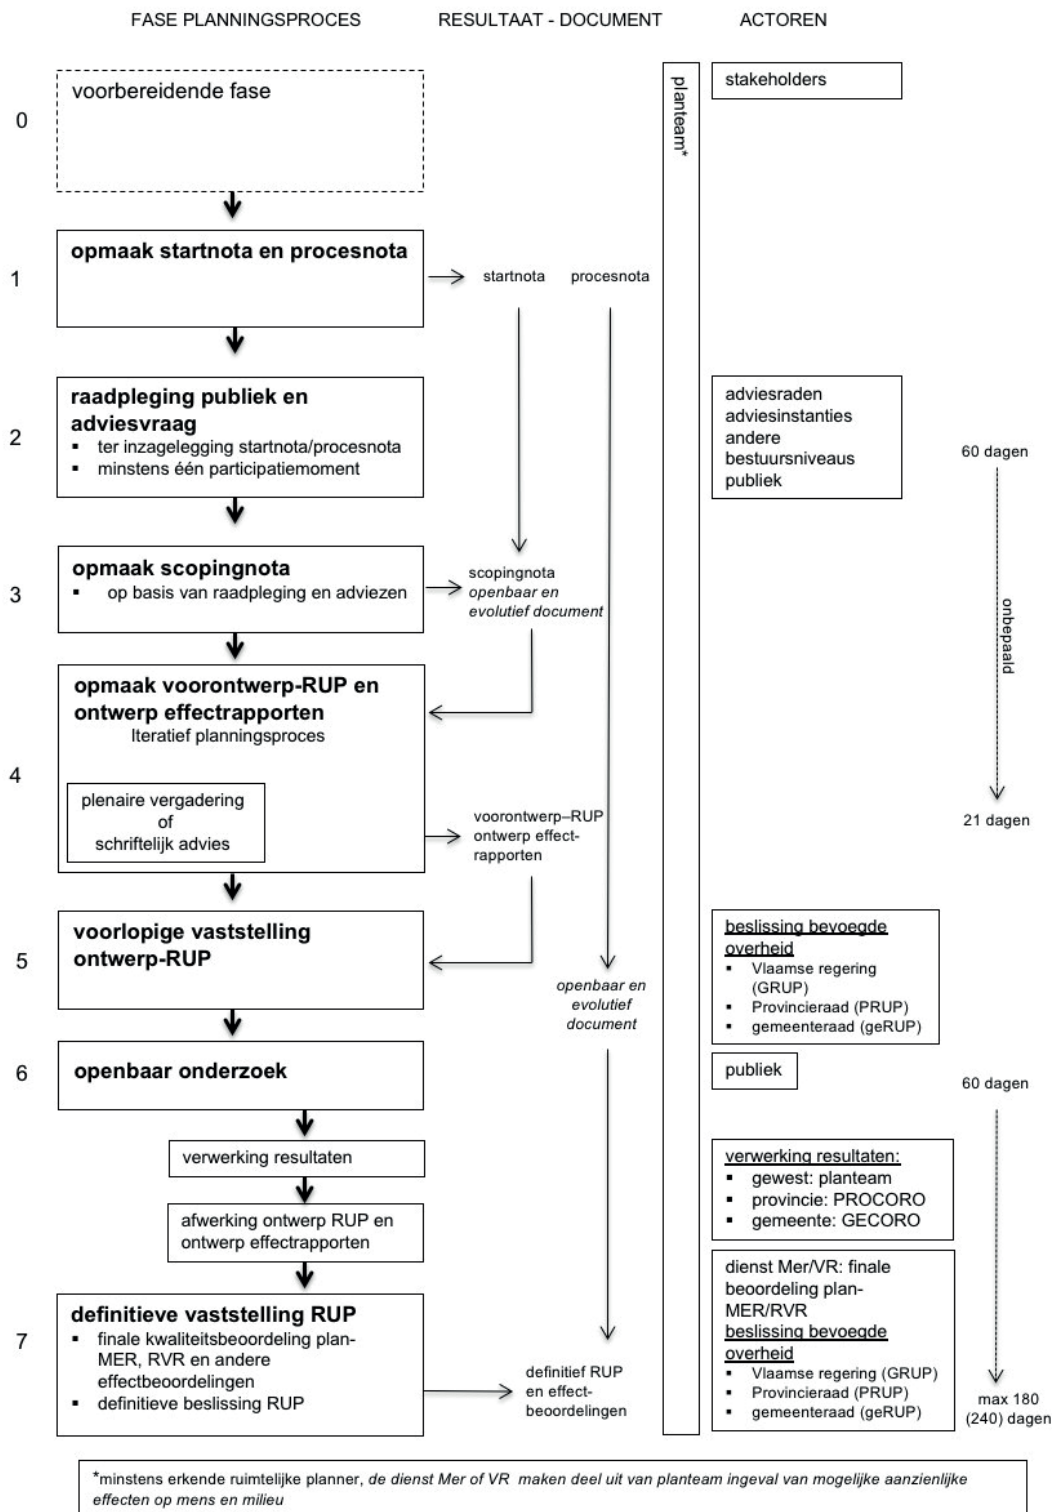 FASE PLANNINGSPROCES
RESULTAAT - DOCUMENT
ACTOREN
0
voorbereidende fase
planteam*
stakeholders
1
opmaak startnota en procesnota
startnota
procesnota
2
raadpleging publiek en
adviesvraag
▪ ter inzagelegging startnota/procesnota
▪ minstens één participatiemoment
adviesraden
adviesinstanties
andere
bestuursniveaus
publiek
60 dagen
3
opmaak scopingnota
▪ op basis van raadpleging en adviezen
scopingnota
openbaar en
evolutief document
onbepaald
4
opmaak voorontwerp-RUP en
ontwerp effectrapporten
Iteratief planningsproces
plenaire vergadering
of
schriftelijk advies
voorontwerp–RUP
ontwerp effect-
rapporten
21 dagen
5
voorlopige vaststelling
ontwerp-RUP
openbaar en
evolutief
document
beslissing bevoegde
overheid
▪ Vlaamse regering
(GRUP)
▪ Provincieraad (PRUP)
▪ gemeenteraad (geRUP)
6
openbaar onderzoek
publiek
60 dagen
verwerking resultaten
verwerking resultaten:
▪ gewest: planteam
▪ provincie: PROCORO
▪ gemeente: GECORO
afwerking ontwerp RUP en
ontwerp effectrapporten
7
definitieve vaststelling RUP
▪ finale kwaliteitsbeoordeling plan-
MER, RVR en andere
effectbeoordelingen
▪ definitieve beslissing RUP
definitief RUP
en effect-
beoordelingen
dienst Mer/VR: finale
beoordeling plan-
MER/RVR
beslissing bevoegde
overheid
▪ Vlaamse regering (GRUP)
▪ Provincieraad (PRUP)
▪ gemeenteraad (geRUP)
max 180
(240) dagen
*minstens erkende ruimtelijke planner, de dienst Mer of VR maken deel uit van planteam ingeval van mogelijke aanzienlijke
effecten op mens en milieu